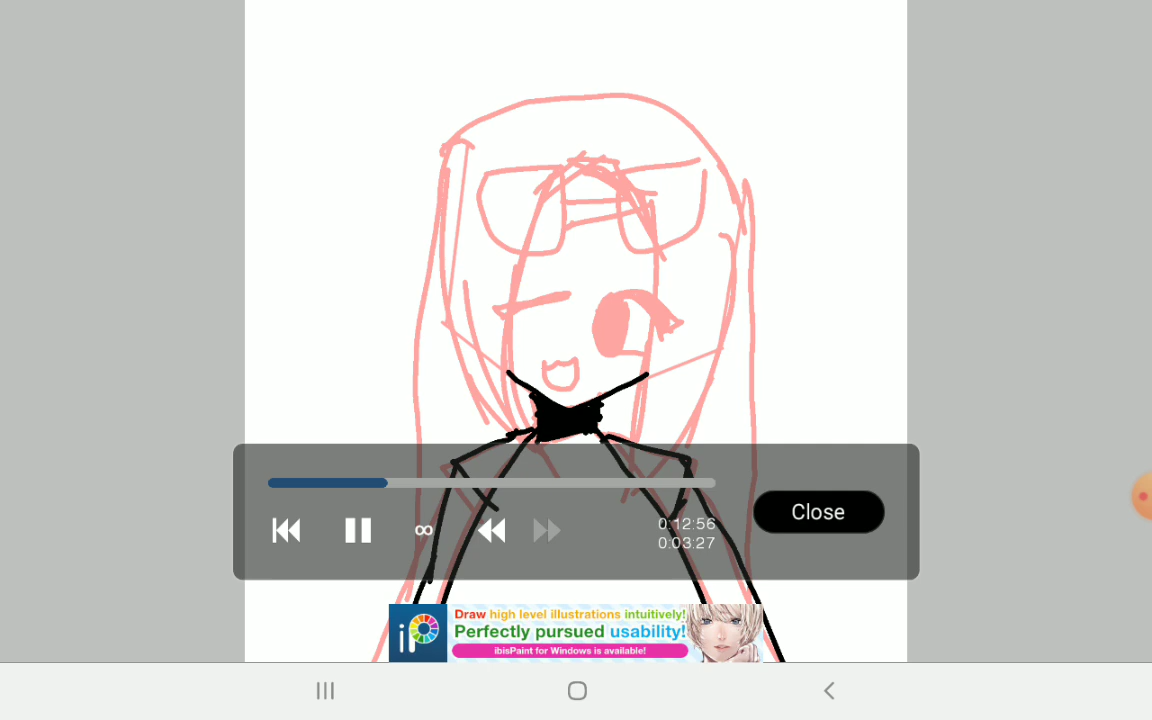 Close
∞
0:12:56
0:03:27
iP
Draw high level illustrations intuitively!
Perfectly pursued usability!
ibisPaint for Windows is available!